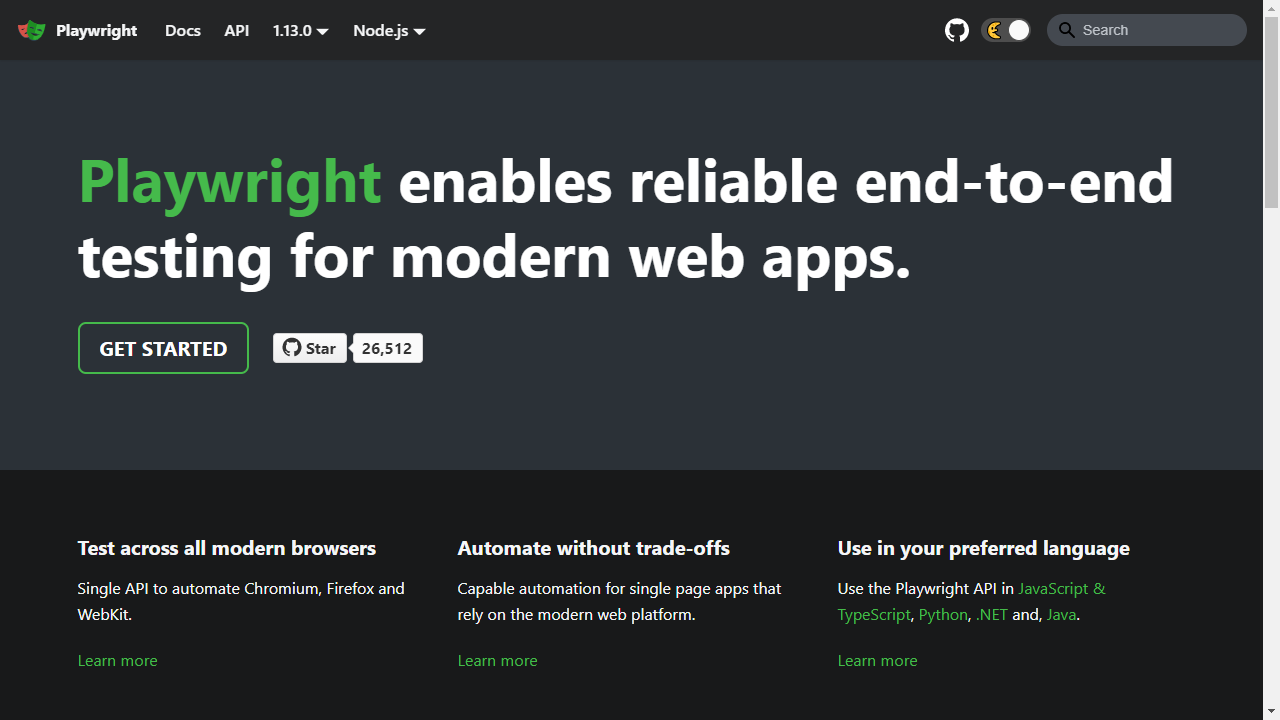 Playwright Docs API 1.13.0 Node.js Search
Playwright enables reliable end-to-end
testing for modern web apps.
GET STARTED Star 26,512
Test across all modern browsers
Single API to automate Chromium, Firefox and
WebKit.
Learn more
Automate without trade-offs
Capable automation for single page apps that
rely on the modern web platform.
Learn more
Use in your preferred language
Use the Playwright API in JavaScript &
TypeScript, Python, .NET and, Java.
Learn more